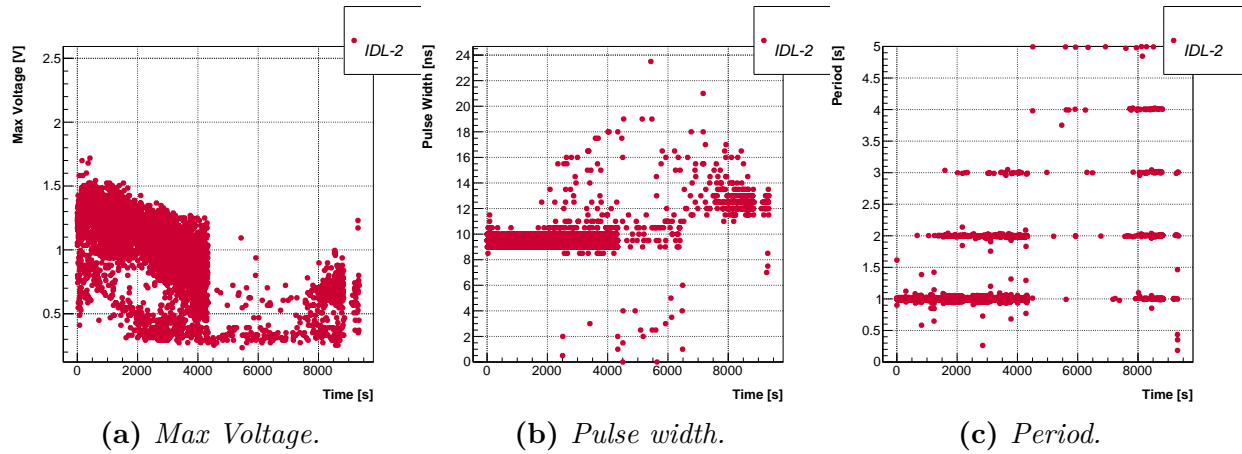 IDL-2
Max Voltage [V]
2.5
2
1.5
1
0.5
0 2000 4000 6000 8000
Time [s]
(a) Max Voltage.
IDL-2
Pulse Width [ns]
24
22
20
18
16
14
12
10
8
6
4
2
0
0 2000 4000 6000 8000
Time [s]
(b) Pulse width.
IDL-2
Period [s]
5
4.5
4
3.5
3
2.5
2
1.5
1
0.5
0
0 2000 4000 6000 8000
Time [s]
(c) Period.